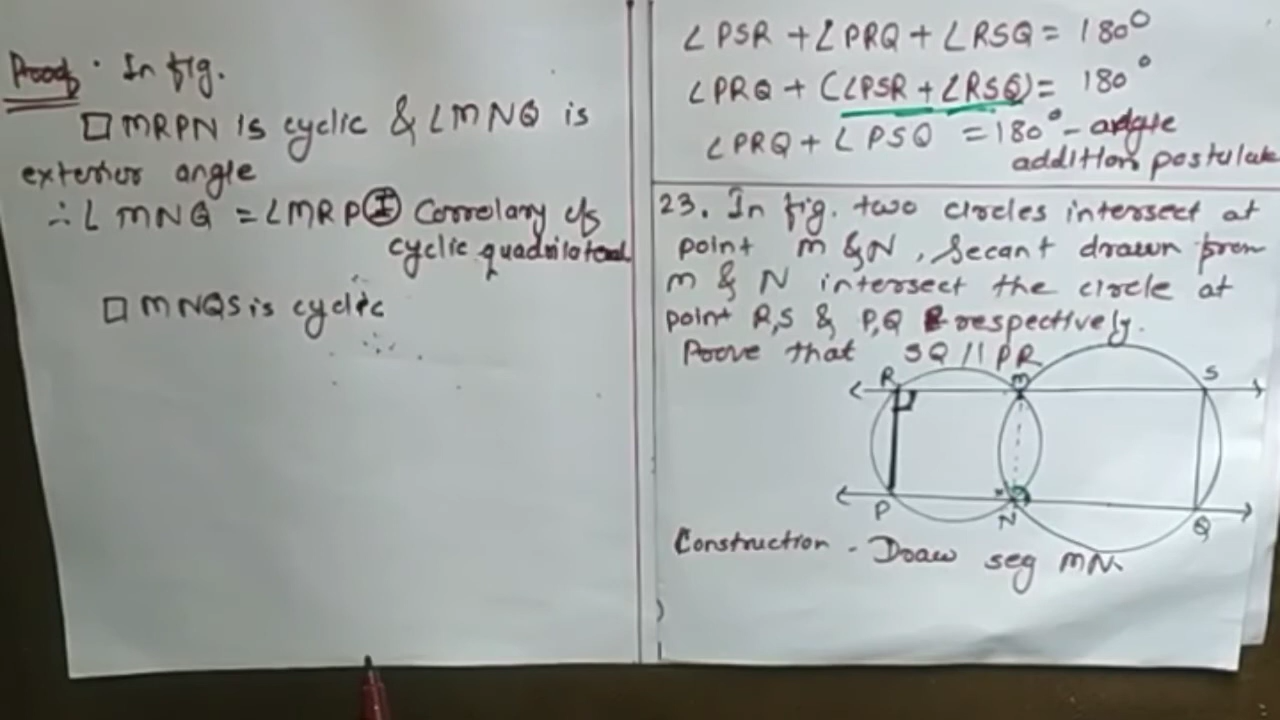 Proof. In fig.
□ MRPN is cyclic & ∠MNQ is
exterior angle
∴ ∠ MNQ = ∠MRP Ⓘ Correlary of
cyclic quadrilateral
□ MNQS is cyclic
∠PSR + ∠PRQ + ∠RSQ = 180°
∠PRQ + (∠PSR + ∠RSQ) = 180°
∠PRQ + ∠PSQ = 180° - angle
addition postulate
23. In fig. two circles intersect at
point M & N, Secant drawn from
M & N intersect the circle at
point R,S & P,Q respectively.
Prove that SQ // PR
R M S
P N Q
Construction - Draw seg MN.